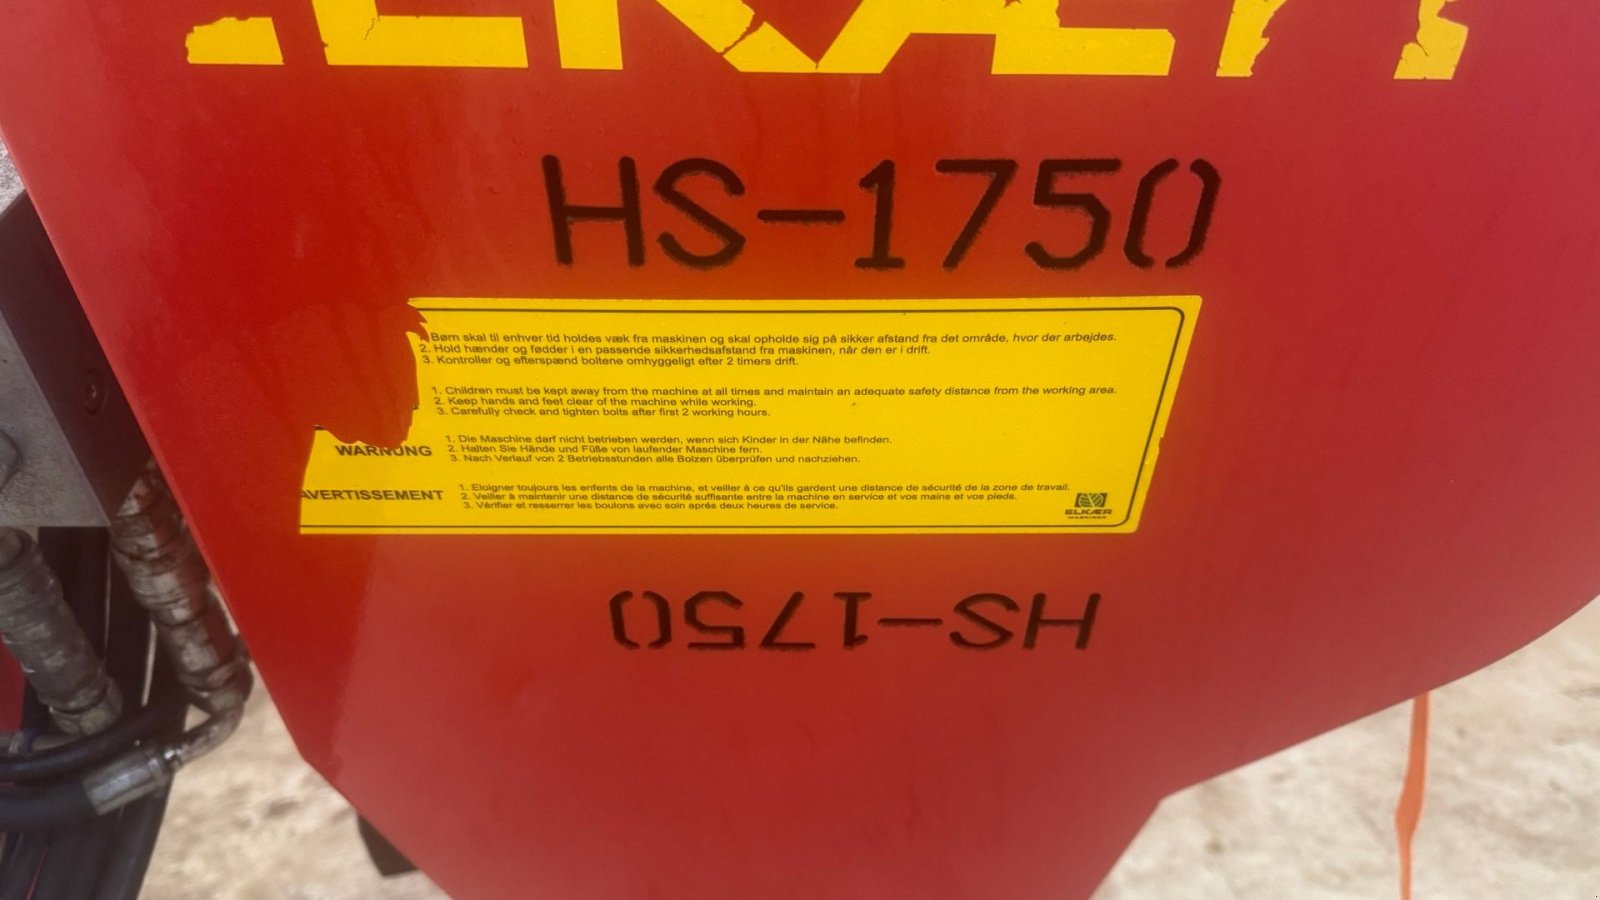 ELKÆR
HS-1750
1. Børn skal til enhver tid holdes væk fra maskinen og skal opholde sig på sikker afstand fra det område, hvor der arbejdes.
2. Hold hænder og fødder i en passende sikkerhedsafstand fra maskinen, når den er i drift.
3. Kontroller og efterspænd boltene omhyggeligt efter 2 timers drift.
1. Children must be kept away from the machine at all times and maintain an adequate safety distance from the working area.
2. Keep hands and feet clear of the machine while working.
3. Carefully check and tighten bolts after first 2 working hours.
WARNUNG
1. Die Maschine darf nicht betrieben werden, wenn sich Kinder in der Nähe befinden.
2. Halten Sie Hände und Füße von laufender Maschine fern.
3. Nach Verlauf von 2 Betriebsstunden alle Bolzen überprüfen und nachziehen.
AVERTISSEMENT
1. Eloigner toujours les enfents de la machine, et veiller à ce qu'ils gardent une distance de sécurité de la zone de travail.
2. Veiller à maintenir une distance de sécurité suffisante entre la machine en service et vos mains et vos pieds.
3. Vérifier et resserrer les boulons avec soin après deux heures de service.
ELKÆR
MASKINER
HS-1750